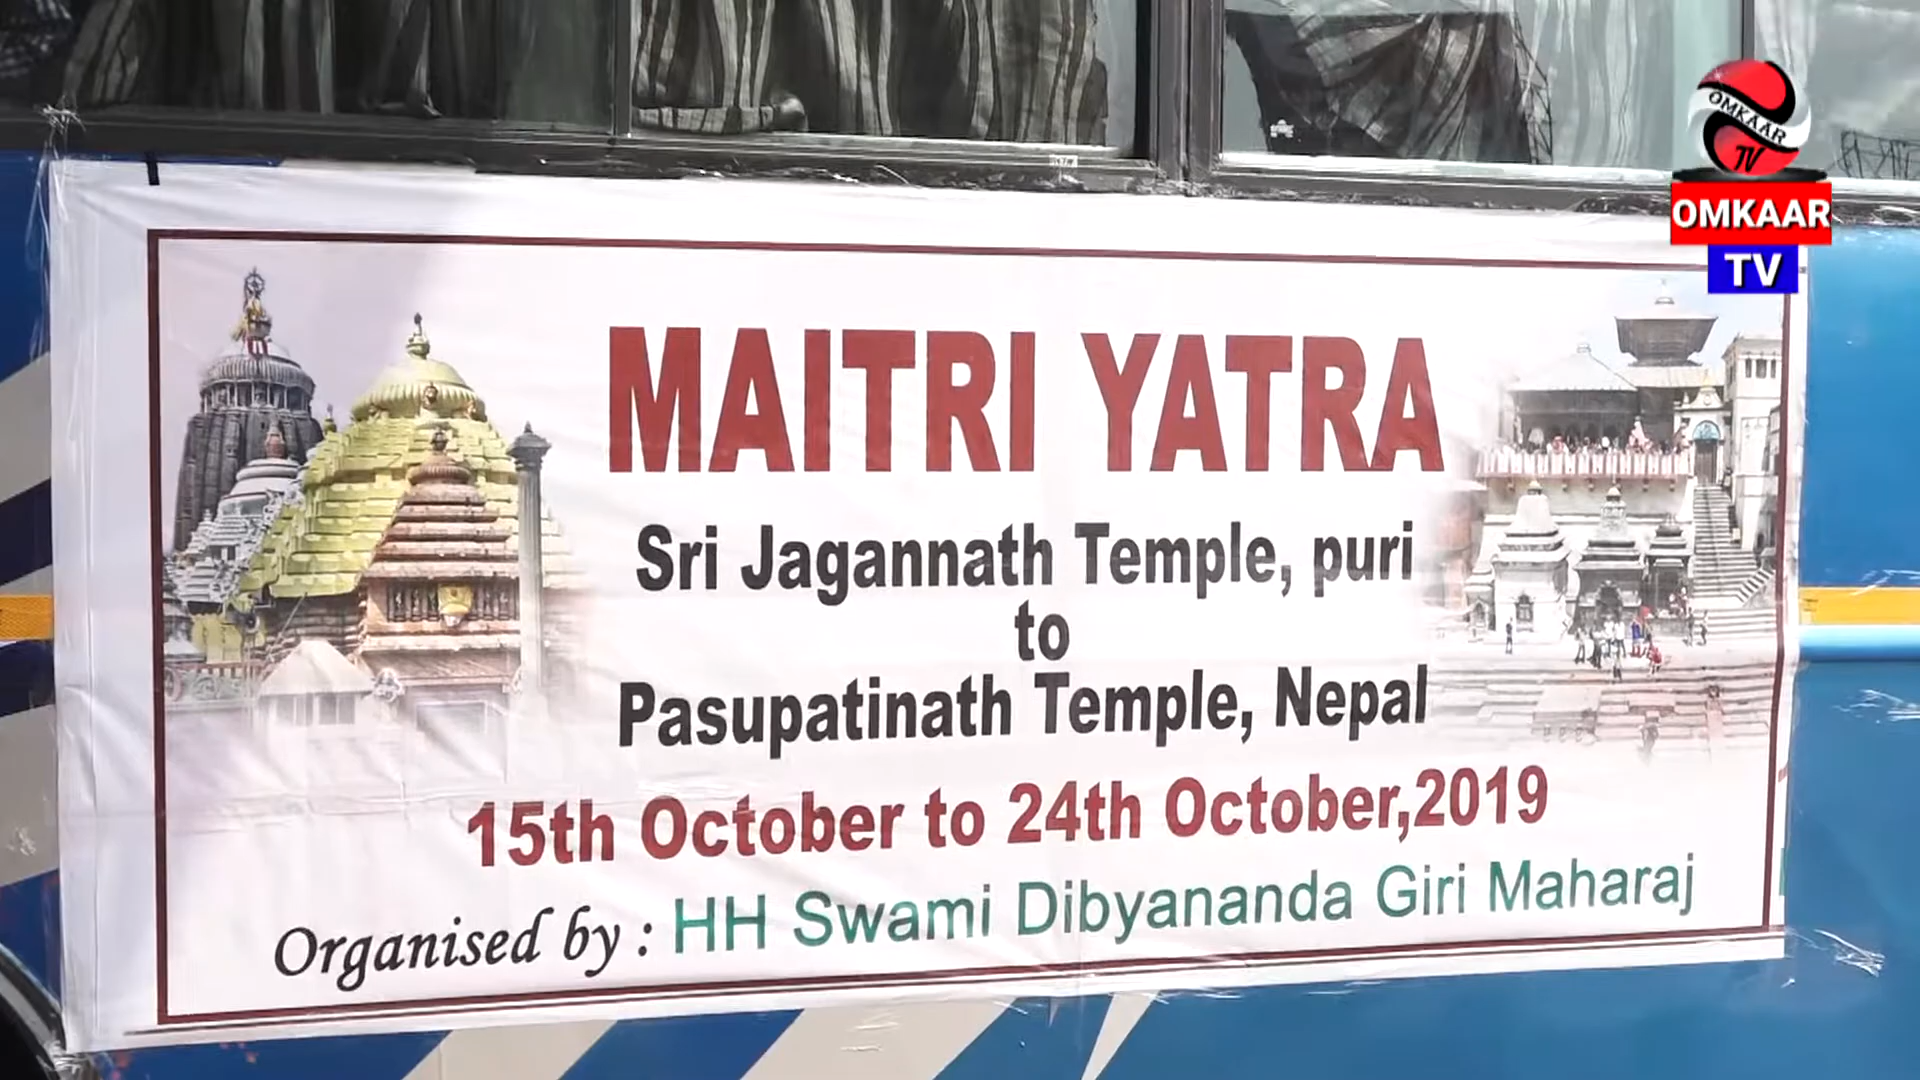 OMKAAR
TV
OMKAAR
TV
MAITRI YATRA
Sri Jagannath Temple, puri
to
Pasupatinath Temple, Nepal
15th October to 24th October,2019
Organised by : HH Swami Dibyananda Giri Maharaj